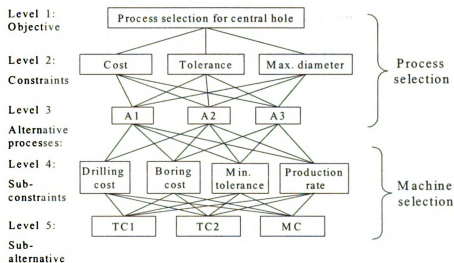 Level 1:
Objective
Process selection for central hole
Level 2:
Constraints
Cost
Tolerance
Max. diameter
Process
selection
Level 3
Alternative
processes:
A1
A2
A3
Level 4:
Sub-
constraints
Drilling
cost
Boring
cost
Min.
tolerance
Production
rate
Machine
selection
Level 5:
Sub-
alternative
TC1
TC2
MC